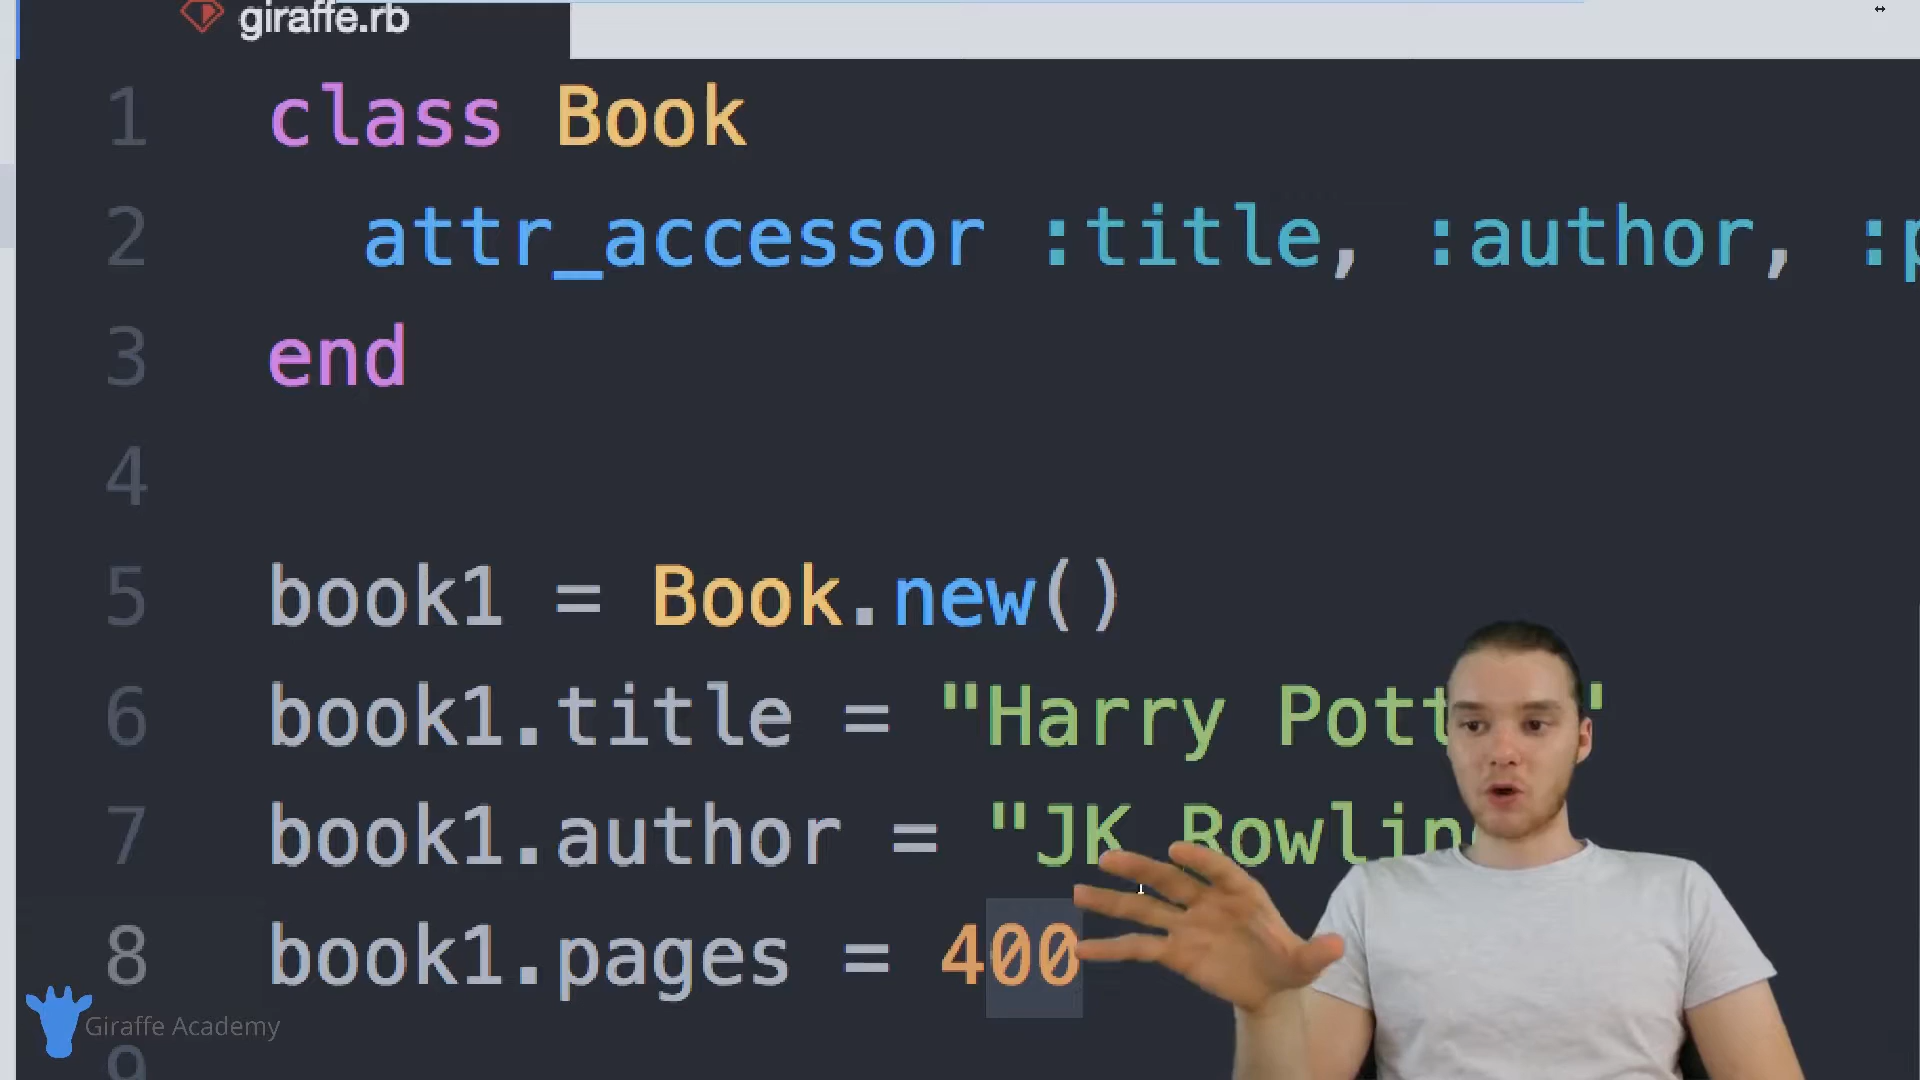 giraffe.rb
1 class Book
2 attr_accessor :title, :author, :p
3 end
4
5 book1 = Book.new()
6 book1.title = "Harry Pott
7 book1.author = "JK Rowlin
8 book1.pages = 400
Giraffe Academy
9